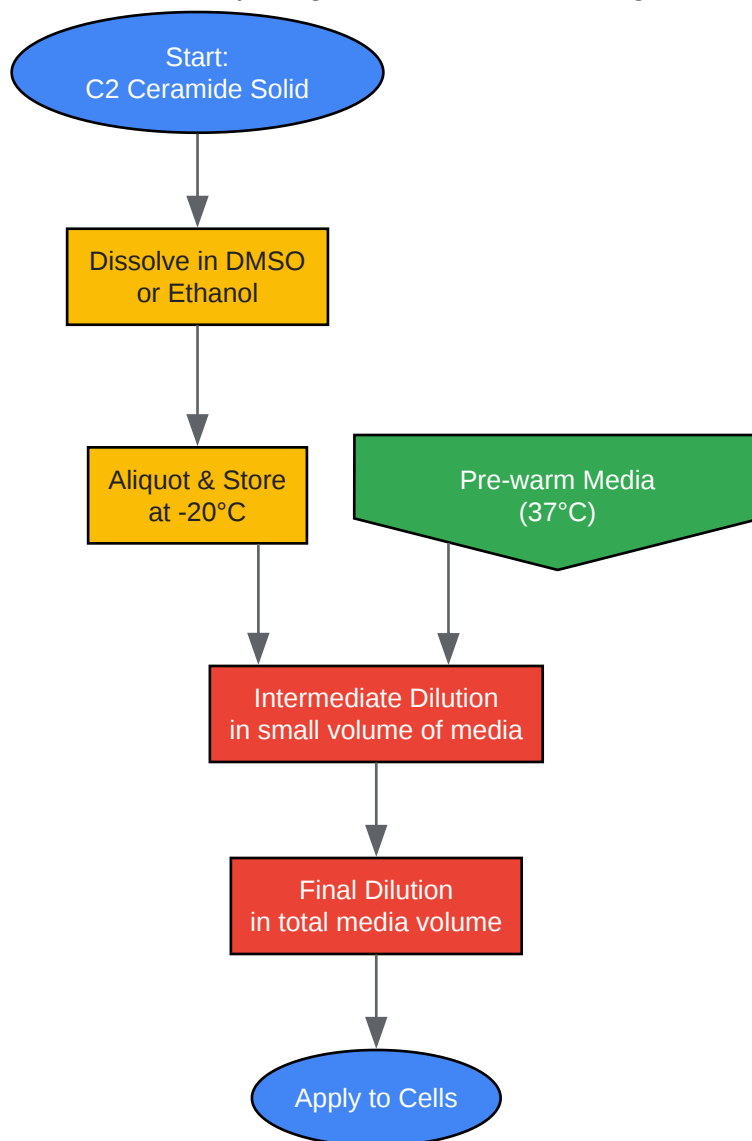 Start:
C2 Ceramide Solid
Dissolve in DMSO
or Ethanol
Aliquot & Store
at -20°C
Pre-warm Media
(37°C)
Intermediate Dilution
in small volume of media
Final Dilution
in total media volume
Apply to Cells